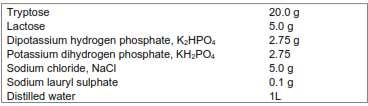 Tryptose 20.0 g
Lactose 5.0 g
Dipotassium hydrogen phosphate, K₂HPO₄ 2.75 g
Potassium dihydrogen phosphate, KH₂PO₄ 2.75
Sodium chloride, NaCl 5.0 g
Sodium lauryl sulphate 0.1 g
Distilled water 1L